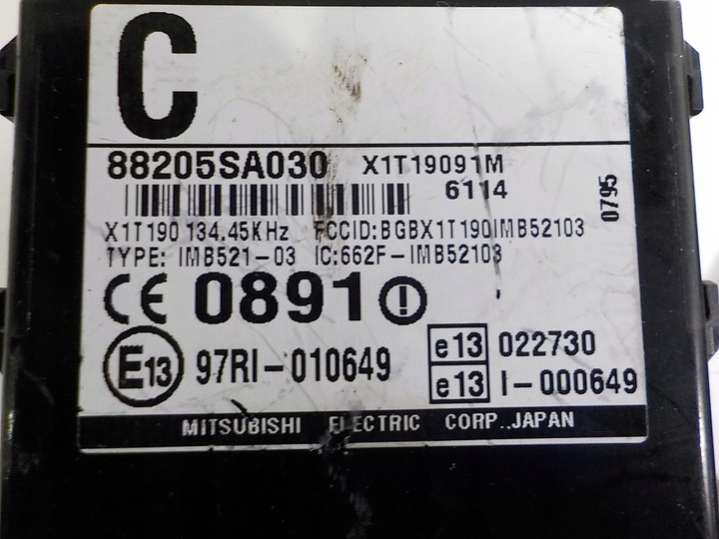 C
88205SA030 X1T19091M
6114
0795
X1T190 134.45KHz FCCID:BGBX1T190IMB52103
TYPE: IMB521-03 IC:662F-IMB52103
CE 0891 !
E13 97RI-010649
e13 022730
e13 I-000649
MITSUBISHI ELECTRIC CORP.,JAPAN